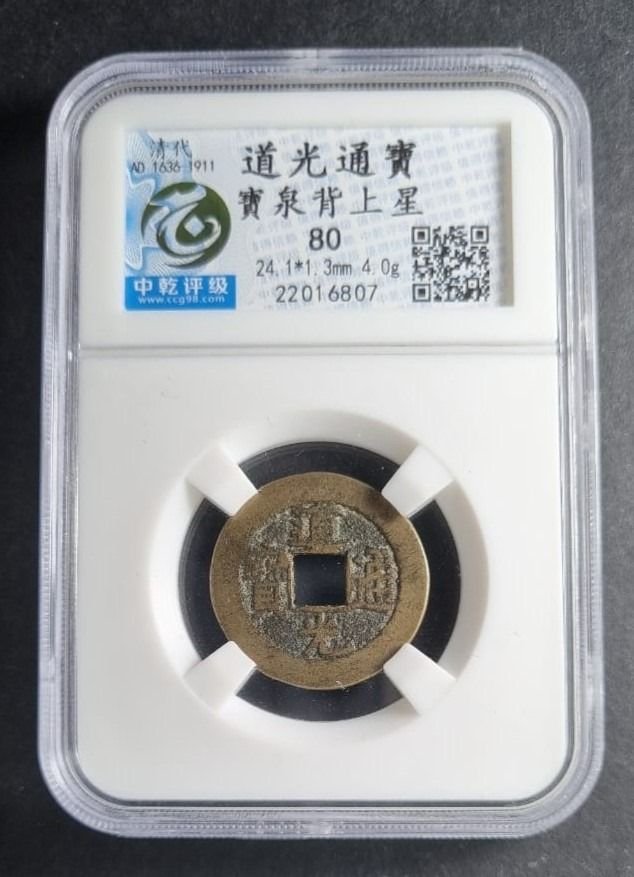 清代
AD 1636-1911
道光通寶
寶泉背上星
80
24.1*1.3mm 4.0g
22016807
中乾评级
www.ccg98.com
道光通寶